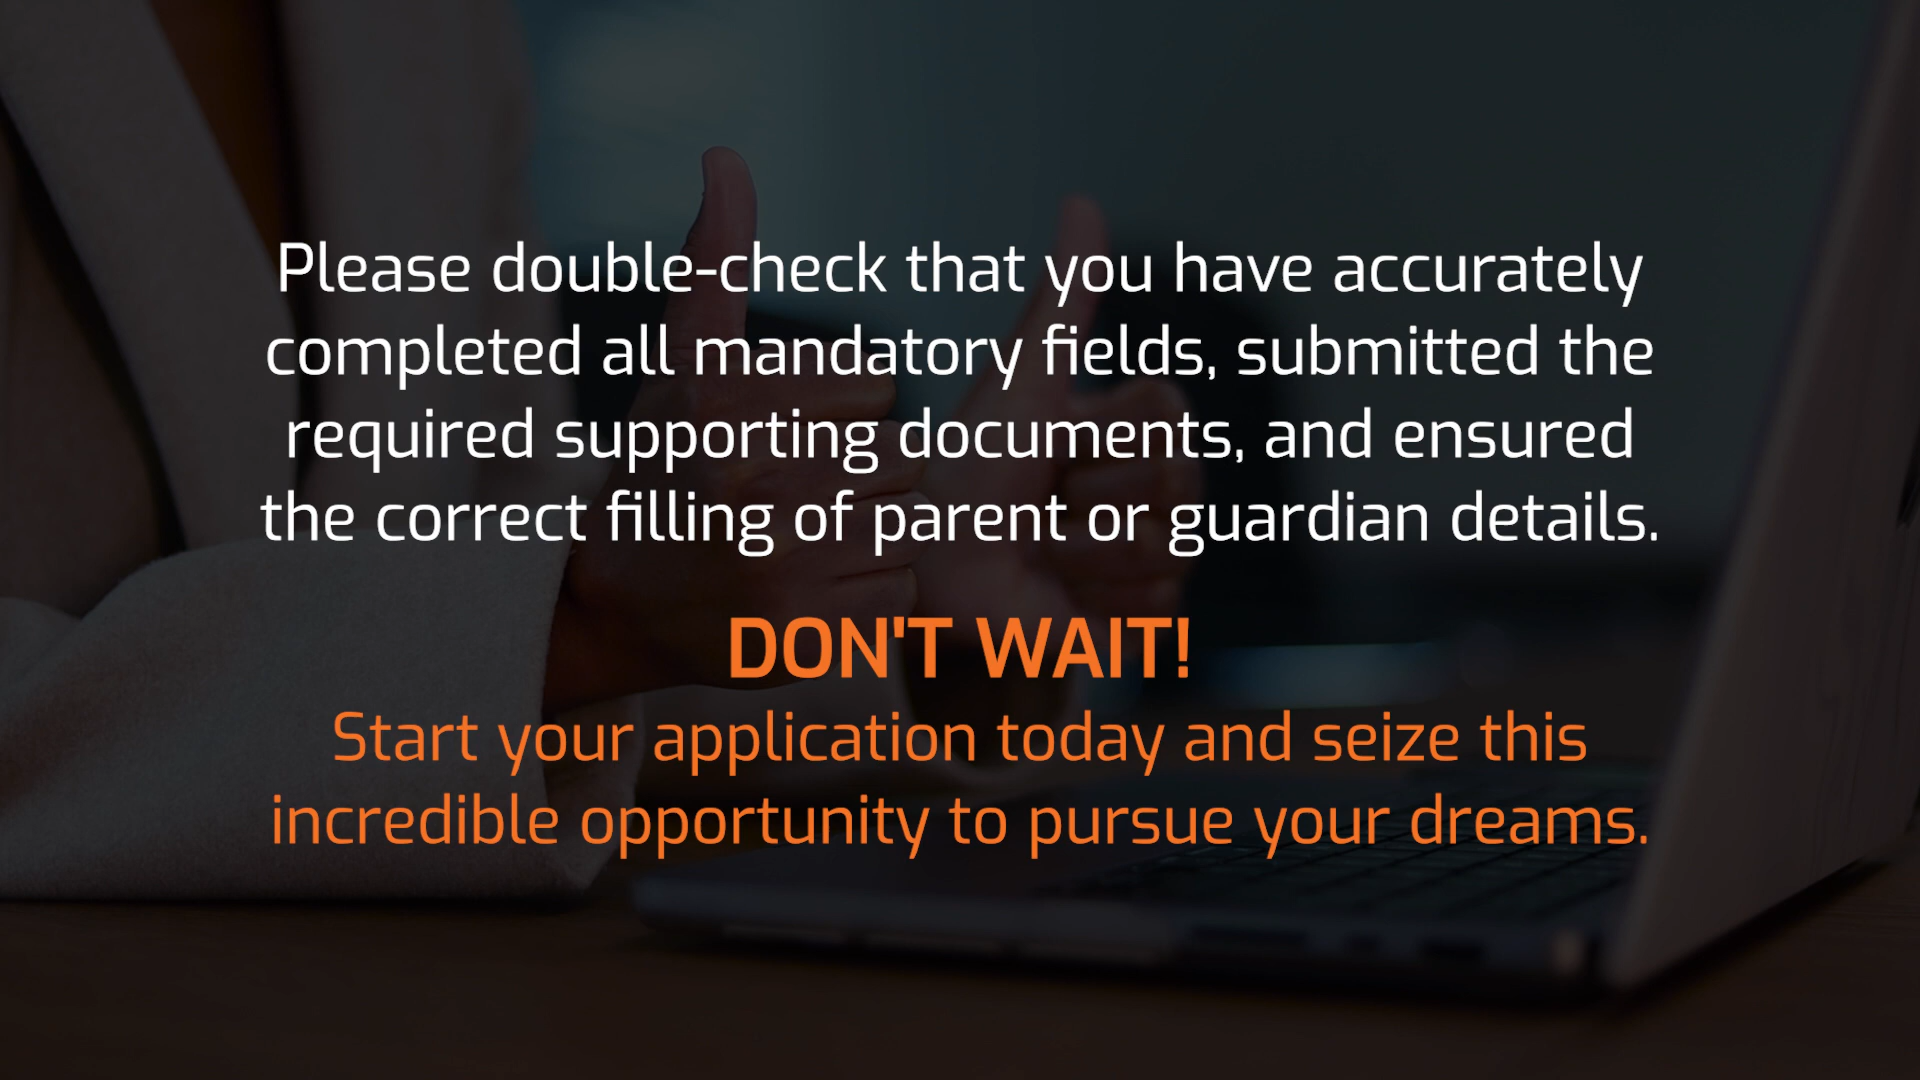 Please double-check that you have accurately
completed all mandatory fields, submitted the
required supporting documents, and ensured
the correct filling of parent or guardian details.
DON'T WAIT!
Start your application today and seize this
incredible opportunity to pursue your dreams.